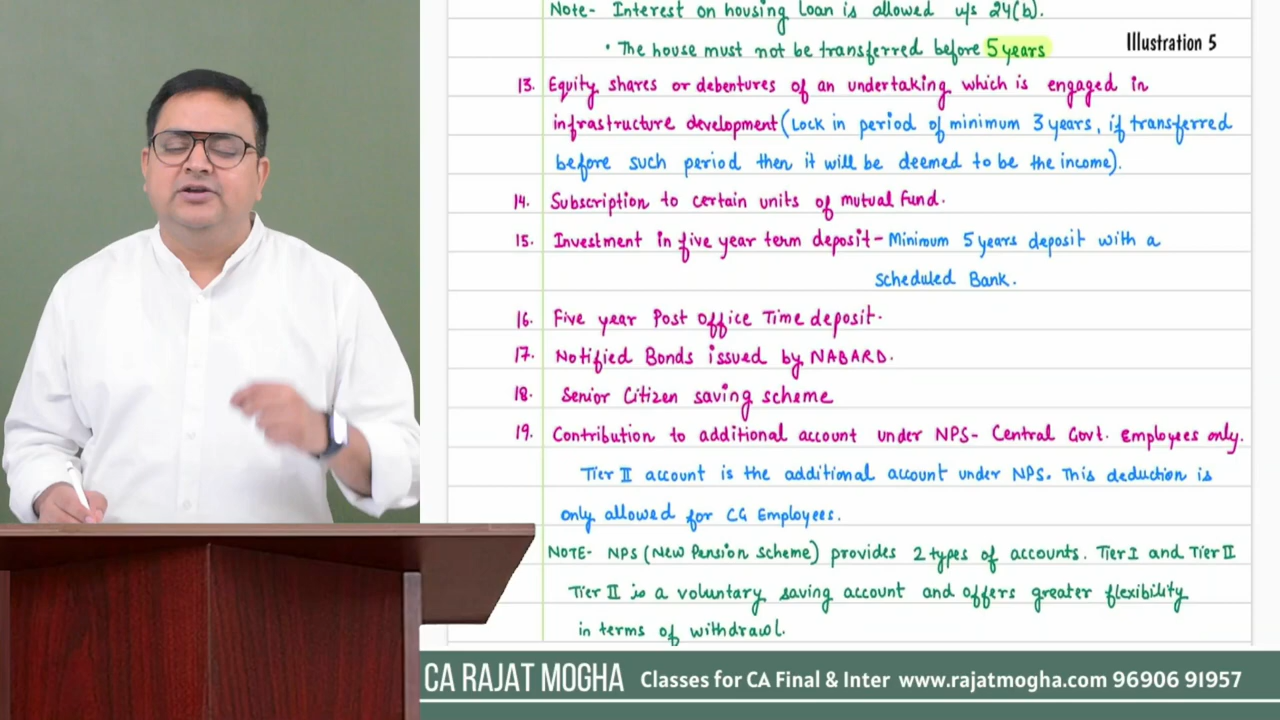 Note- Interest on housing Loan is allowed u/s 24(b).
• The house must not be transferred before 5 years
Illustration 5
13. Equity shares or debentures of an undertaking which is engaged in
infrastructure development (Lock in period of minimum 3 years, if transferred
before such period then it will be deemed to be the income).
14. Subscription to certain units of mutual fund.
15. Investment in five year term deposit - Minimum 5 years deposit with a
scheduled Bank.
16. Five year Post office Time deposit.
17. Notified Bonds issued by NABARD.
18. Senior Citizen saving scheme
19. Contribution to additional account under NPS- Central Govt. Employees only.
Tier II account is the additional account under NPS. This deduction is
only allowed for CG Employees.
NOTE- NPS (New Pension Scheme) provides 2 types of accounts. Tier I and Tier II
Tier II is a voluntary saving account and offers greater flexibility
in terms of withdrawl.
CA RAJAT MOGHA Classes for CA Final & Inter www.rajatmogha.com 96906 91957